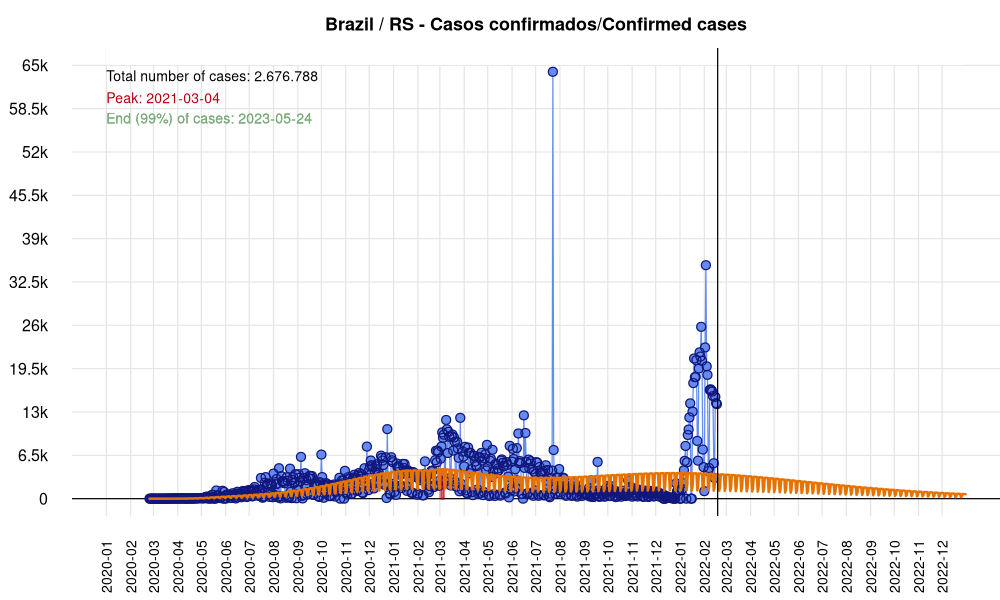 Brazil / RS - Casos confirmados/Confirmed cases
Total number of cases: 2.676.788
Peak: 2021-03-04
End (99%) of cases: 2023-05-24
65k
58.5k
52k
45.5k
39k
32.5k
26k
19.5k
13k
6.5k
0
2020-01
2020-02
2020-03
2020-04
2020-05
2020-06
2020-07
2020-08
2020-09
2020-10
2020-11
2020-12
2021-01
2021-02
2021-03
2021-04
2021-05
2021-06
2021-07
2021-08
2021-09
2021-10
2021-11
2021-12
2022-01
2022-02
2022-03
2022-04
2022-05
2022-06
2022-07
2022-08
2022-09
2022-10
2022-11
2022-12